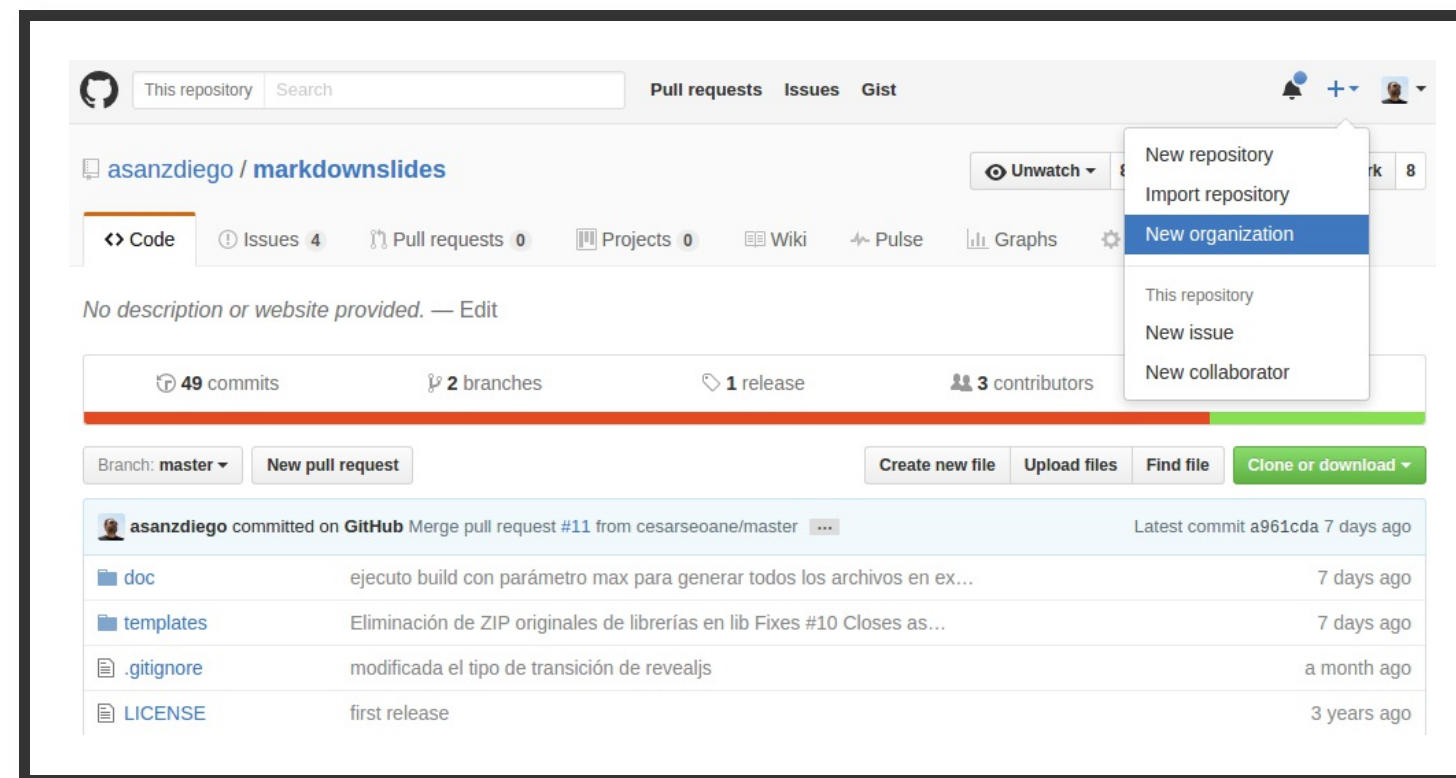 This repository Search Pull requests Issues Gist
asanzdiego / markdownslides Unwatch rk 8
Code Issues 4 Pull requests 0 Projects 0 Wiki Pulse Graphs
New repository
Import repository
New organization
This repository
New issue
New collaborator
No description or website provided. — Edit
49 commits 2 branches 1 release 3 contributors
Branch: master New pull request Create new file Upload files Find file Clone or download
asanzdiego committed on GitHub Merge pull request #11 from cesarseoane/master ... Latest commit a961cda 7 days ago
doc ejecuto build con parámetro max para generar todos los archivos en ex... 7 days ago
templates Eliminación de ZIP originales de librerías en lib Fixes #10 Closes as... 7 days ago
.gitignore modificada el tipo de transición de revealjs a month ago
LICENSE first release 3 years ago